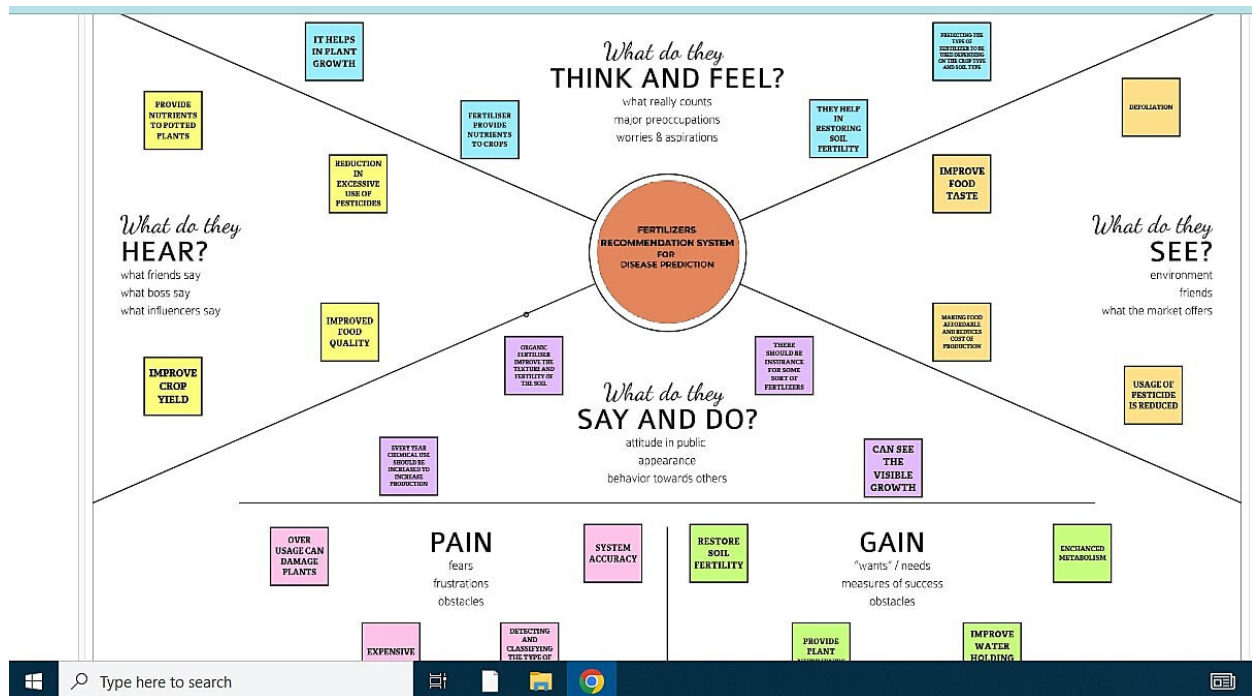 What do they
THINK AND FEEL?
what really counts
major preoccupations
worries & aspirations
IT HELPS
IN PLANT
GROWTH
FERTILISER
PROVIDE
NUTRIENTS
TO CROPS
THEY HELP
IN
RESTORING
SOIL
FERTILITY
PREDICTING THE
TYPE OF
FERTILIZER TO BE
USED DEPENDING
ON THE CROP TYPE
AND SOIL TYPE
What do they
HEAR?
what friends say
what boss say
what influencers say
PROVIDE
NUTRIENTS
TO POTTED
PLANTS
REDUCTION
IN
EXCESSIVE
USE OF
PESTICIDES
IMPROVED
FOOD
QUALITY
IMPROVE
CROP
YIELD
FERTILIZERS
RECOMMENDATION SYSTEM
FOR
DISEASE PREDICTION
What do they
SEE?
environment
friends
what the market offers
DEFOLIATION
IMPROVE
FOOD
TASTE
MAKING FOOD
AFFORDABLE
AND REDUCES
COST OF
PRODUCTION
USAGE OF
PESTICIDE
IS REDUCED
What do they
SAY AND DO?
attitude in public
appearance
behavior towards others
ORGANIC
FERTILISER
IMPROVE THE
TEXTURE AND
FERTILITY OF
THE SOIL
THERE
SHOULD BE
INSURANCE
FOR SOME
SORT OF
FERTLIZERS
EVERY YEAR
CHEMICAL USE
SHOULD BE
INCREASED TO
INCREASE
PRODUCTION
CAN SEE
THE
VISIBLE
GROWTH
PAIN
fears
frustrations
obstacles
OVER
USAGE CAN
DAMAGE
PLANTS
SYSTEM
ACCURACY
EXPENSIVE
DETECTING
AND
CLASSIFYING
THE TYPE OF
GAIN
"wants" / needs
measures of success
obstacles
RESTORE
SOIL
FERTILITY
ENCHANCED
METABOLISM
PROVIDE
PLANT
IMPROVE
WATER
HOLDING
Type here to search